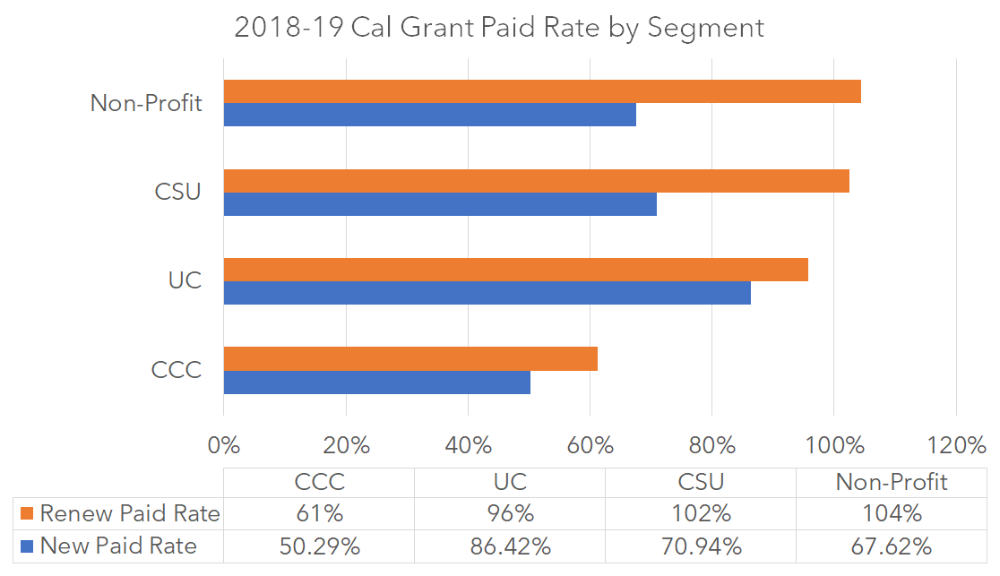 2018-19 Cal Grant Paid Rate by Segment
Non-Profit
CSU
UC
CCC
0% 20% 40% 60% 80% 100% 120%
CCC UC CSU Non-Profit
Renew Paid Rate 61% 96% 102% 104%
New Paid Rate 50.29% 86.42% 70.94% 67.62%